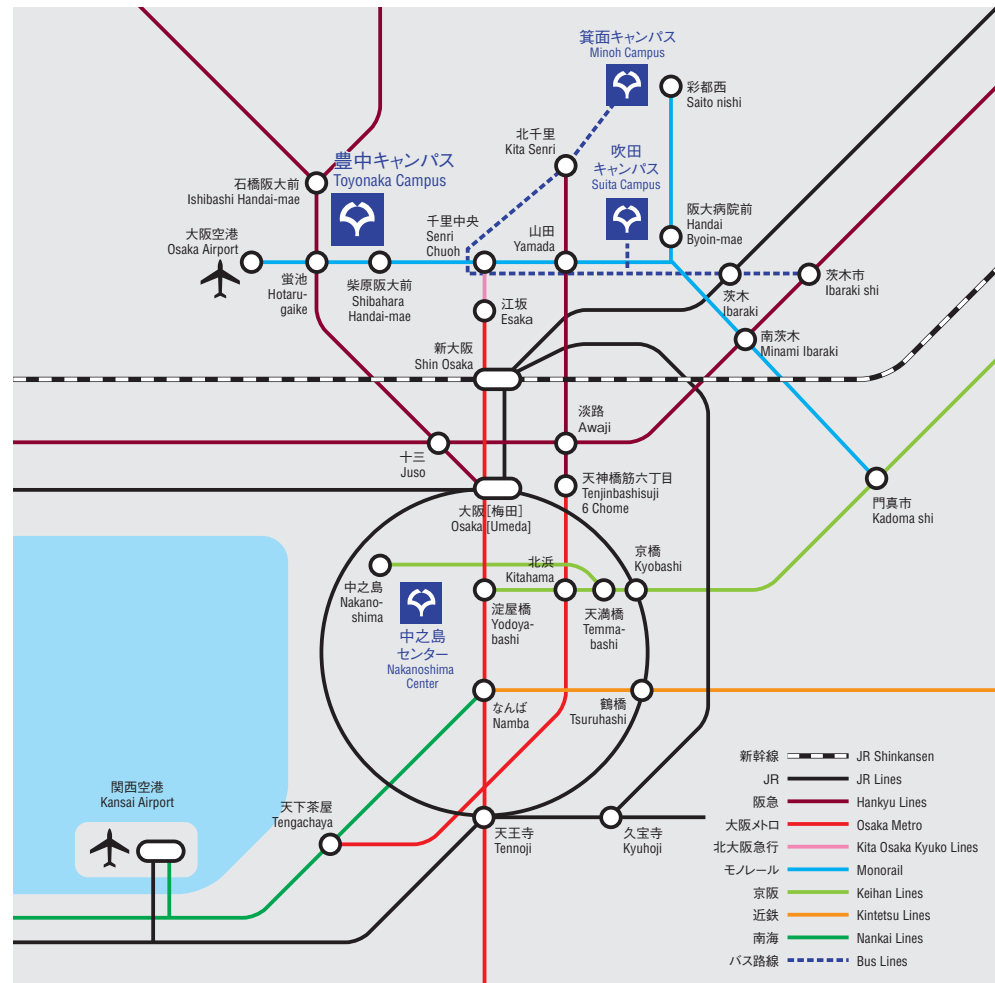 箕面キャンパス
Minoh Campus
彩都西
Saito nishi
北千里
Kita Senri
吹田
キャンパス
Suita Campus
豊中キャンパス
Toyonaka Campus
石橋阪大前
Ishibashi Handai-mae
千里中央
Senri
Chuoh
山田
Yamada
阪大病院前
Handai
Byoin-mae
大阪空港
Osaka Airport
蛍池
Hotaru-
gaike
柴原阪大前
Shibahara
Handai-mae
茨木
Ibaraki
茨木市
Ibaraki shi
江坂
Esaka
南茨木
Minami Ibaraki
新大阪
Shin Osaka
淡路
Awaji
十三
Juso
天神橋筋六丁目
Tenjinbashisuji
6 Chome
大阪[梅田]
Osaka [Umeda]
門真市
Kadoma shi
京橋
Kyobashi
北浜
Kitahama
中之島
Nakano-
shima
淀屋橋
Yodoya-
bashi
天満橋
Temma-
bashi
中之島
センター
Nakanoshima
Center
なんば
Namba
鶴橋
Tsuruhashi
関西空港
Kansai Airport
天下茶屋
Tengachaya
天王寺
Tennoji
久宝寺
Kyuhoji
新幹線 JR Shinkansen
JR JR Lines
阪急 Hankyu Lines
大阪メトロ Osaka Metro
北大阪急行 Kita Osaka Kyuko Lines
モノレール Monorail
京阪 Keihan Lines
近鉄 Kintetsu Lines
南海 Nankai Lines
バス路線 Bus Lines